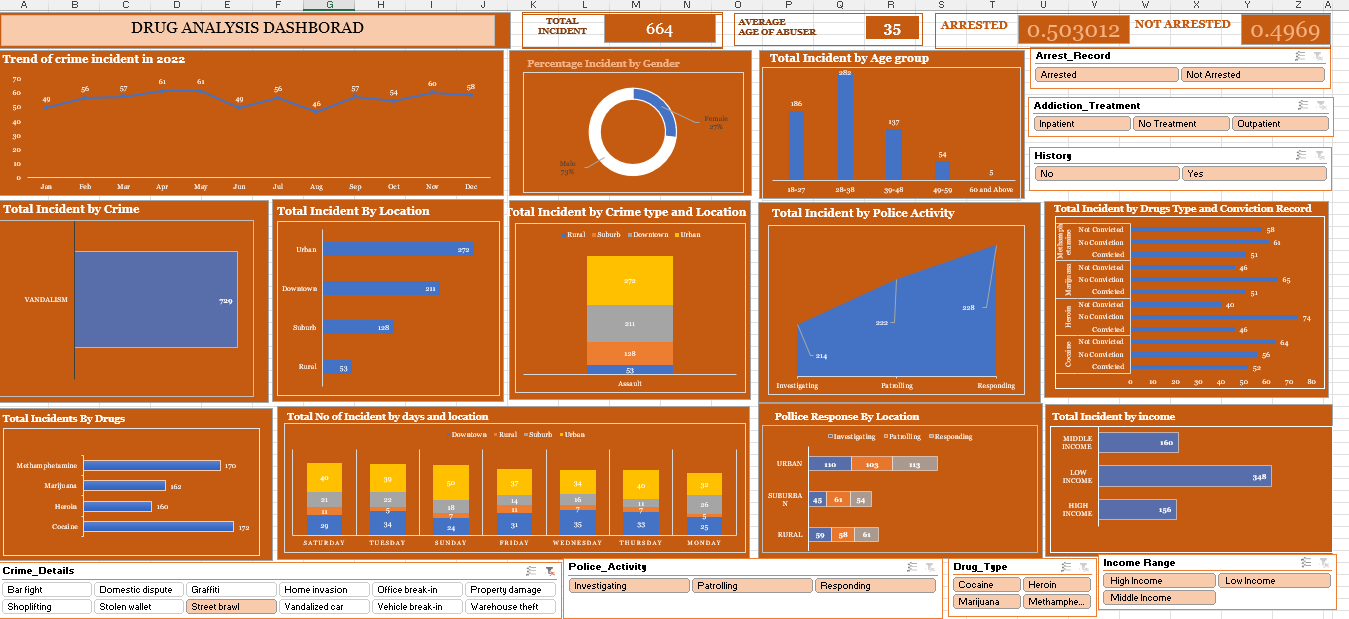 A B C D E F G H I J K L M N O P Q R S T U V W X Y Z A
DRUG ANALYSIS DASHBORAD
TOTAL
INCIDENT
664
AVERAGE
AGE OF ABUSER
35
ARRESTED
0.503012
NOT ARRESTED
0.4969
Trend of crime incident in 2022
70
60
50
40
30
20
10
0
49 56 57 61 61 49 56 46 57 54 60 58
Jan Feb Mar Apr May Jun Jul Aug Sep Oct Nov Dec
Percentage Incident by Gender
Female
27%
Male
73%
Total Incident by Age group
186 282 137 54 5
18-27 28-38 39-48 49-59 60 and Above
Arrest_Record
Arrested Not Arrested
Addiction_Treatment
Inpatient No Treatment Outpatient
History
No Yes
Total Incident by Crime
VANDALISM 729
Total Incident By Location
Urban 272
Downtown 211
Suburb 128
Rural 53
Total Incident by Crime type and Location
Rural Suburb Downtown Urban
272
211
128
53
Assault
Total Incident by Police Activity
214 222 228
Investigating Patrolling Responding
Total Incident by Drugs Type and Conviction Record
Methamphetamine
Not Convicted 58
No Conviction 61
Convicted 51
Marijuana
Not Convicted 46
No Conviction 65
Convicted 51
Heroin
Not Convicted 40
No Conviction 74
Convicted 46
Cocaine
Not Convicted 64
No Conviction 56
Convicted 52
0 10 20 30 40 50 60 70 80
Total Incidents By Drugs
Methamphetamine 170
Marijuana 162
Heroin 160
Cocaine 172
Total No of Incident by days and location
Downtown Rural Suburb Urban
40 39 50 37 34 40 32
21 22 18 14 16 11 26
11 5 7 11 7 7 5
29 34 24 31 35 33 25
SATURDAY TUESDAY SUNDAY FRIDAY WEDNESDAY THURSDAY MONDAY
Pollice Response By Location
Investigating Patrolling Responding
URBAN 110 103 113
SUBURBA
N
45 61 54
RURAL 59 58 61
Total Incident by income
MIDDLE
INCOME
160
LOW
INCOME
348
HIGH
INCOME
156
Crime_Details
Bar fight Domestic dispute Graffiti Home invasion Office break-in Property damage
Shoplifting Stolen wallet Street brawl Vandalized car Vehicle break-in Warehouse theft
Police_Activity
Investigating Patrolling Responding
Drug_Type
Cocaine Heroin
Marijuana Methamphe...
Income Range
High Income Low Income
Middle Income